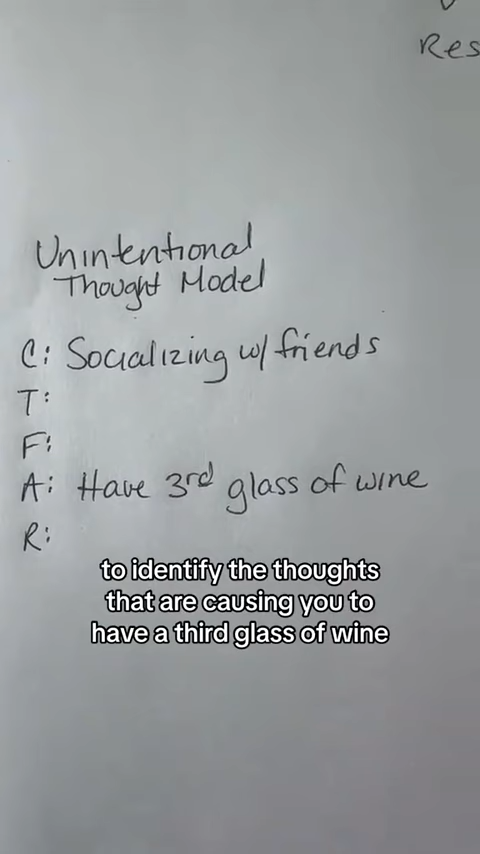 Res
Unintentional
Thought Model
C: Socializing w/ friends
T:
F:
A: Have 3rd glass of wine
R:
to identify the thoughts
that are causing you to
have a third glass of wine